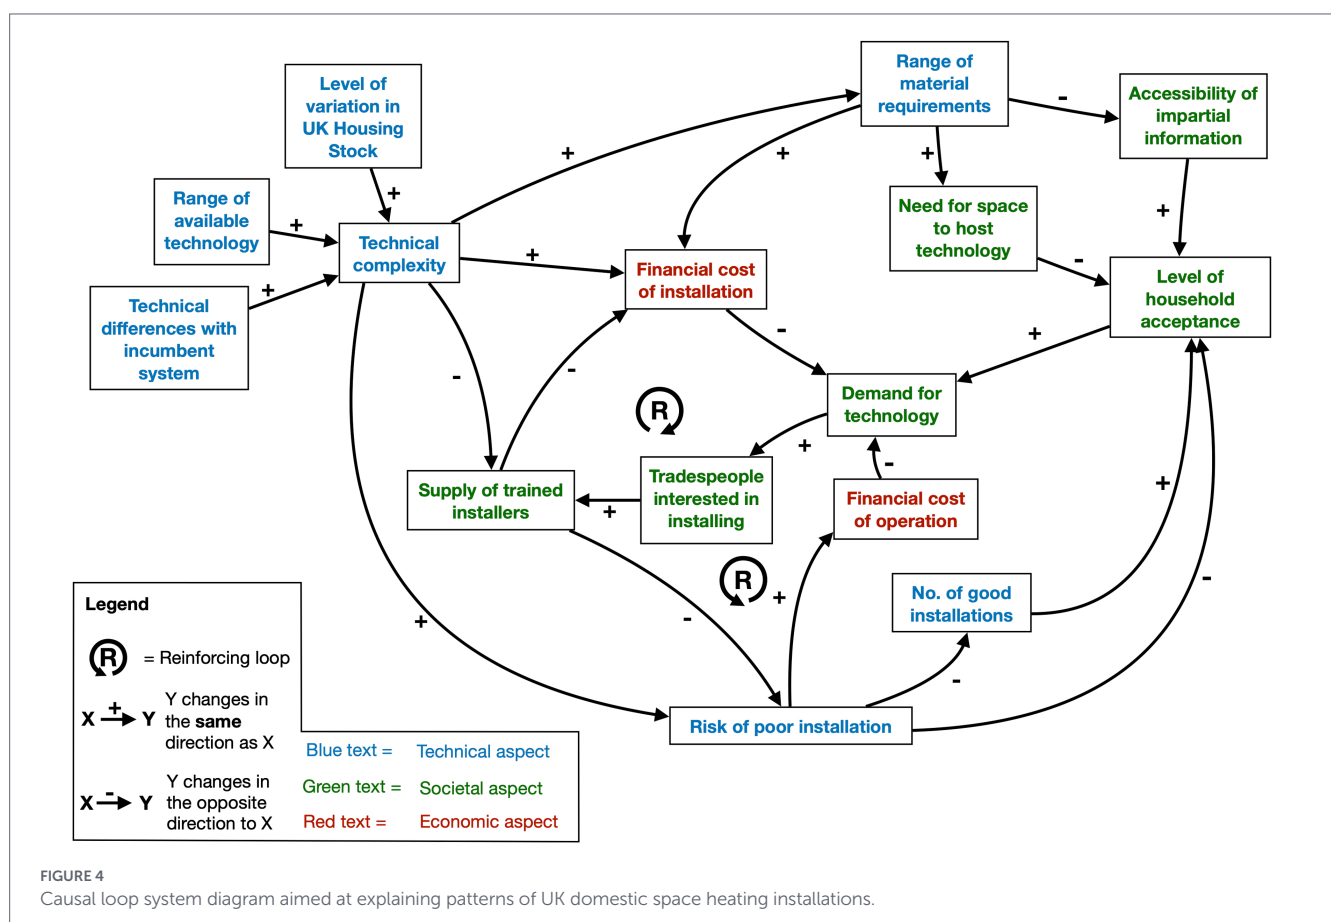 Level of
variation in
UK Housing
Stock
Range of
material
requirements
Accessibility of
impartial
information
Range of
available
technology
Technical
complexity
Technical
differences with
incumbent
system
Financial cost
of installation
Need for space
to host
technology
Level of
household
acceptance
Demand for
technology
Supply of trained
installers
Tradespeople
interested in
installing
Financial cost
of operation
No. of good
installations
Risk of poor installation
+
+
+
+
+
+
+
-
+
-
+
+
-
-
-
+
+
-
+
+
-
-
+
-
R
R
Legend
R = Reinforcing loop
X + Y Y changes in
the same
direction as X
X - Y Y changes in
the opposite
direction to X
Blue text = Technical aspect
Green text = Societal aspect
Red text = Economic aspect
FIGURE 4
Causal loop system diagram aimed at explaining patterns of UK domestic space heating installations.